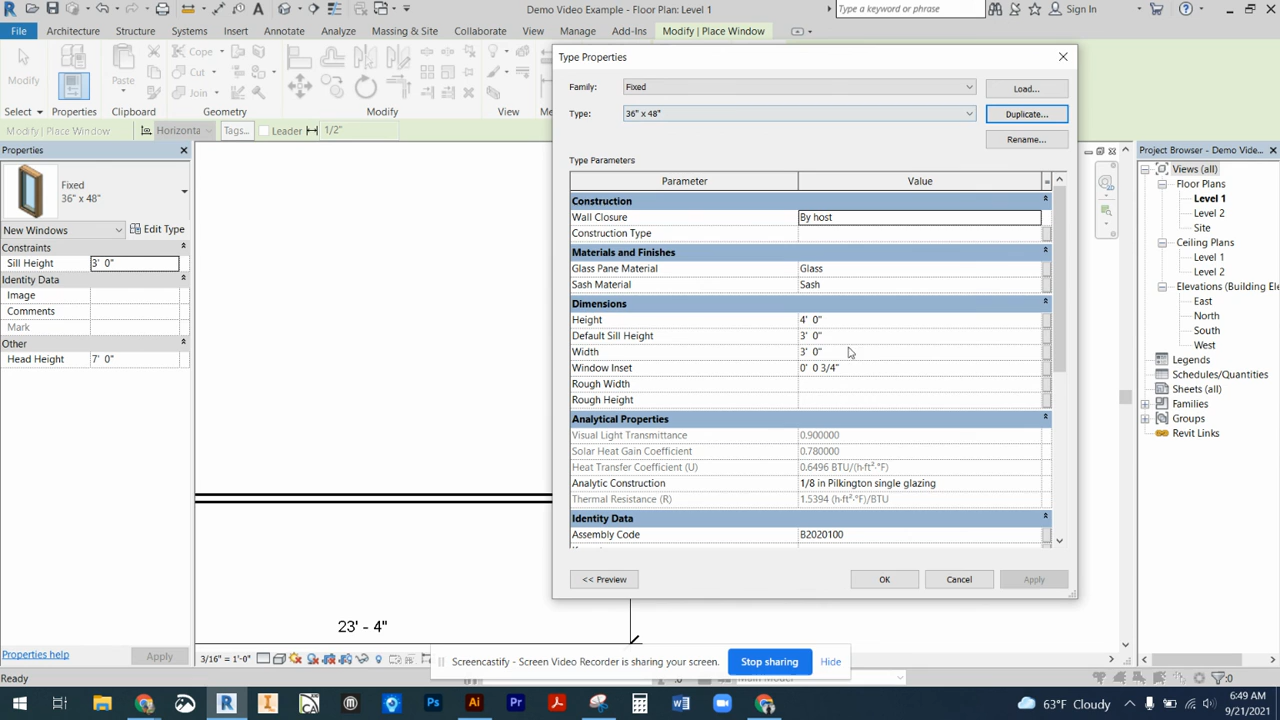 Demo Video Example - Floor Plan: Level 1
Type a keyword or phrase
Sign In
File
Architecture
Structure
Systems
Insert
Annotate
Analyze
Massing & Site
Collaborate
View
Manage
Add-Ins
Modify | Place Window
Modify
Cope
Cut
Paste
Select
Properties
Geometry
Modify
View
Modify | Place Window
Horizonta
Tags...
Leader
1/2"
Properties
Fixed
36" x 48"
New Windows
Edit Type
Constraints
Sill Height 3' 0"
Identity Data
Image
Comments
Mark
Other
Head Height 7' 0"
Properties help
Apply
Type Properties
Family: Fixed
Load...
Type: 36" x 48"
Duplicate...
Rename...
Type Parameters
Parameter Value =
Construction
Wall Closure By host
Construction Type
Materials and Finishes
Glass Pane Material Glass
Sash Material Sash
Dimensions
Height 4' 0"
Default Sill Height 3' 0"
Width 3' 0"
Window Inset 0' 0 3/4"
Rough Width
Rough Height
Analytical Properties
Visual Light Transmittance 0.900000
Solar Heat Gain Coefficient 0.780000
Heat Transfer Coefficient (U) 0.6496 BTU/(h·ft²·°F)
Analytic Construction 1/8 in Pilkington single glazing
Thermal Resistance (R) 1.5394 (h·ft²·°F)/BTU
Identity Data
Assembly Code B2020100
<< Preview
OK
Cancel
Apply
Project Browser - Demo Vide...
Views (all)
Floor Plans
Level 1
Level 2
Site
Ceiling Plans
Level 1
Level 2
Elevations (Building El
East
North
South
West
Legends
Schedules/Quantities
Sheets (all)
Families
Groups
Revit Links
23' - 4"
3/16" = 1'-0"
Screencastify - Screen Video Recorder is sharing your screen.
Stop sharing
Hide
Ready
:0
63°F Cloudy
6:49 AM
9/21/2021